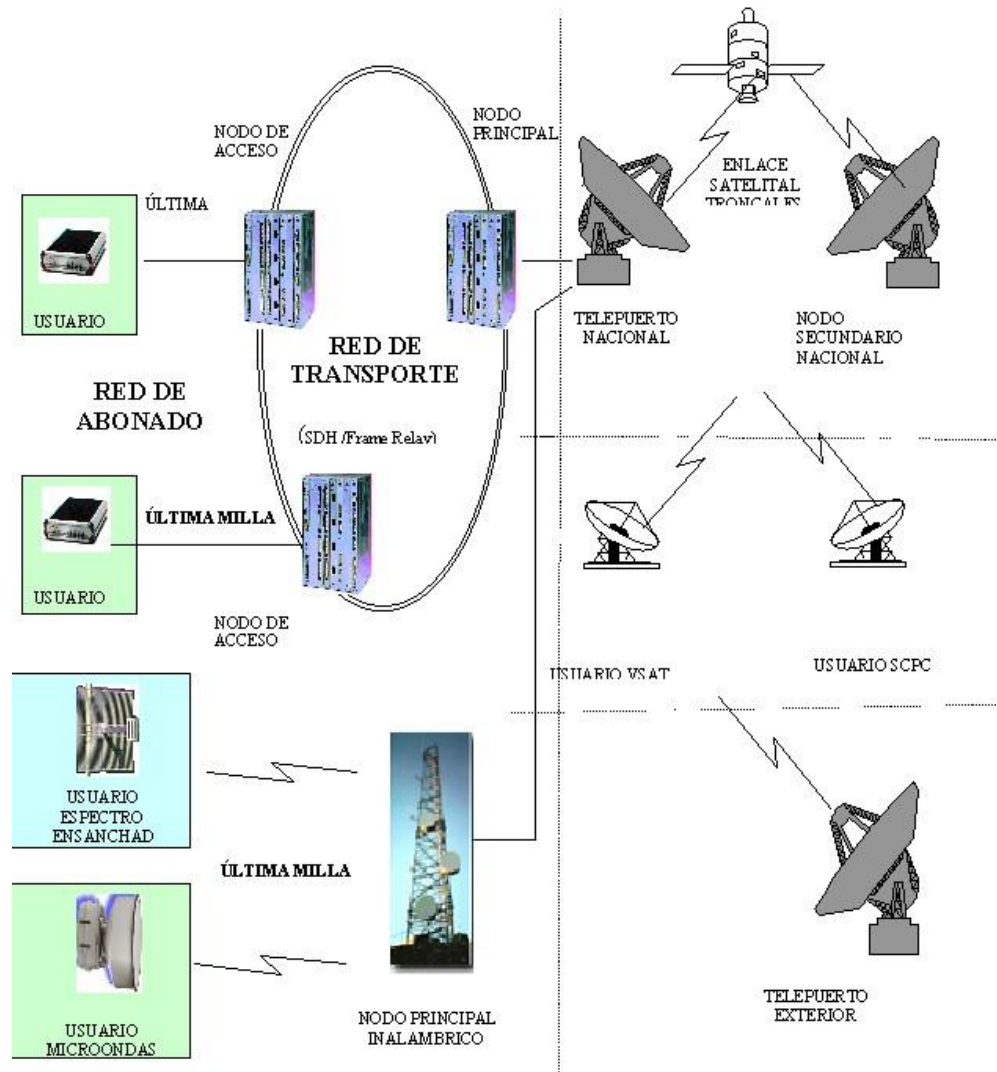 NODO DE
ACCESO
NODO
PRINCIPAL
ENLACE
SATELITAL
TRONCALES
ÚLTIMA
USUARIO
TELEPUERTO
NACIONAL
NODO
SECUNDARIO
NACIONAL
RED DE
TRANSPORTE
RED DE
ABONADO
(SDH /Frame Relay)
ÚLTIMA MILLA
USUARIO
NODO DE
ACCESO
USUARIO VSAT
USUARIO SCPC
USUARIO
ESPECTRO
ENSANCHAD
ÚLTIMA MILLA
USUARIO
MICROONDAS
NODO PRINCIPAL
INALAMBRICO
TELEPUERTO
EXTERIOR